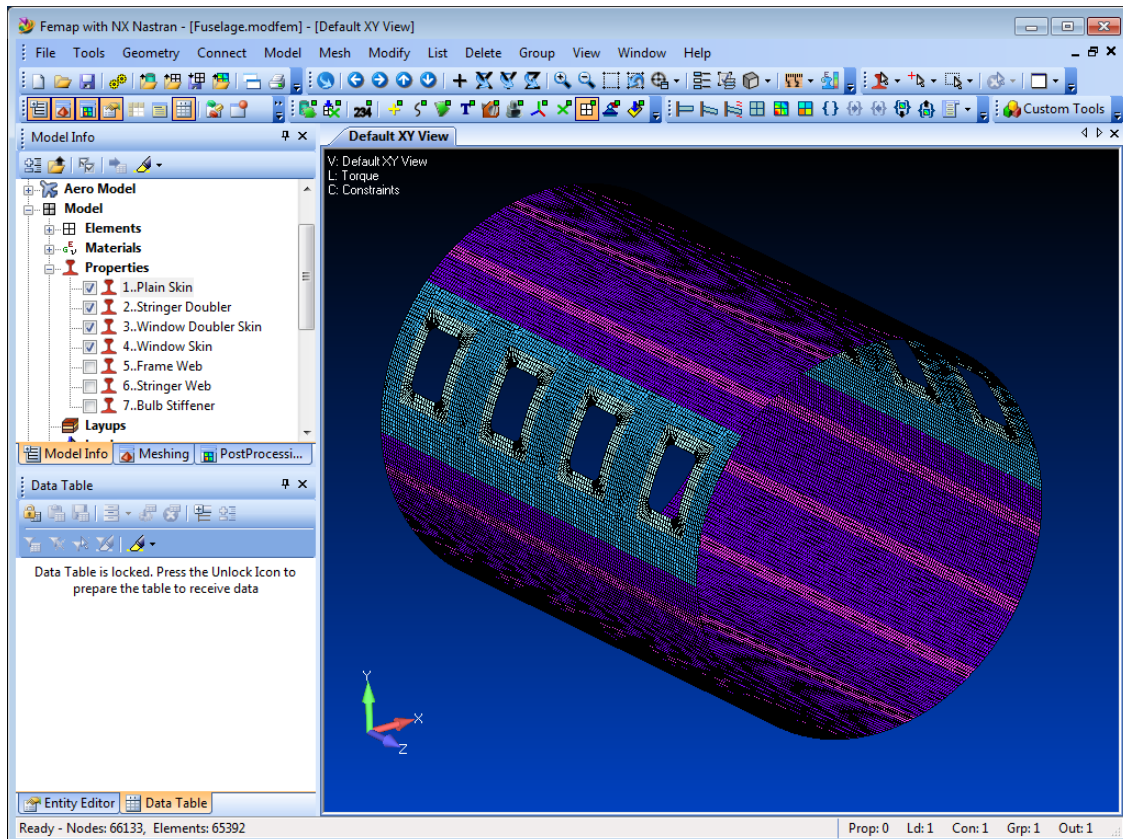 Femap with NX Nastran - [Fuselage.modfem] - [Default XY View]
File Tools Geometry Connect Model Mesh Modify List Delete Group View Window Help
234
T
Custom Tools
Model Info
Default XY View
V: Default XY View
L: Torque
C: Constraints
Aero Model
Model
Elements
Materials
Properties
1..Plain Skin
2..Stringer Doubler
3..Window Doubler Skin
4..Window Skin
5..Frame Web
6..Stringer Web
7..Bulb Stiffener
Layups
Model Info Meshing PostProcessi...
Data Table
Data Table is locked. Press the Unlock Icon to
prepare the table to receive data
Y
X
Z
Entity Editor Data Table
Ready - Nodes: 66133, Elements: 65392 Prop: 0 Ld: 1 Con: 1 Grp: 1 Out: 1